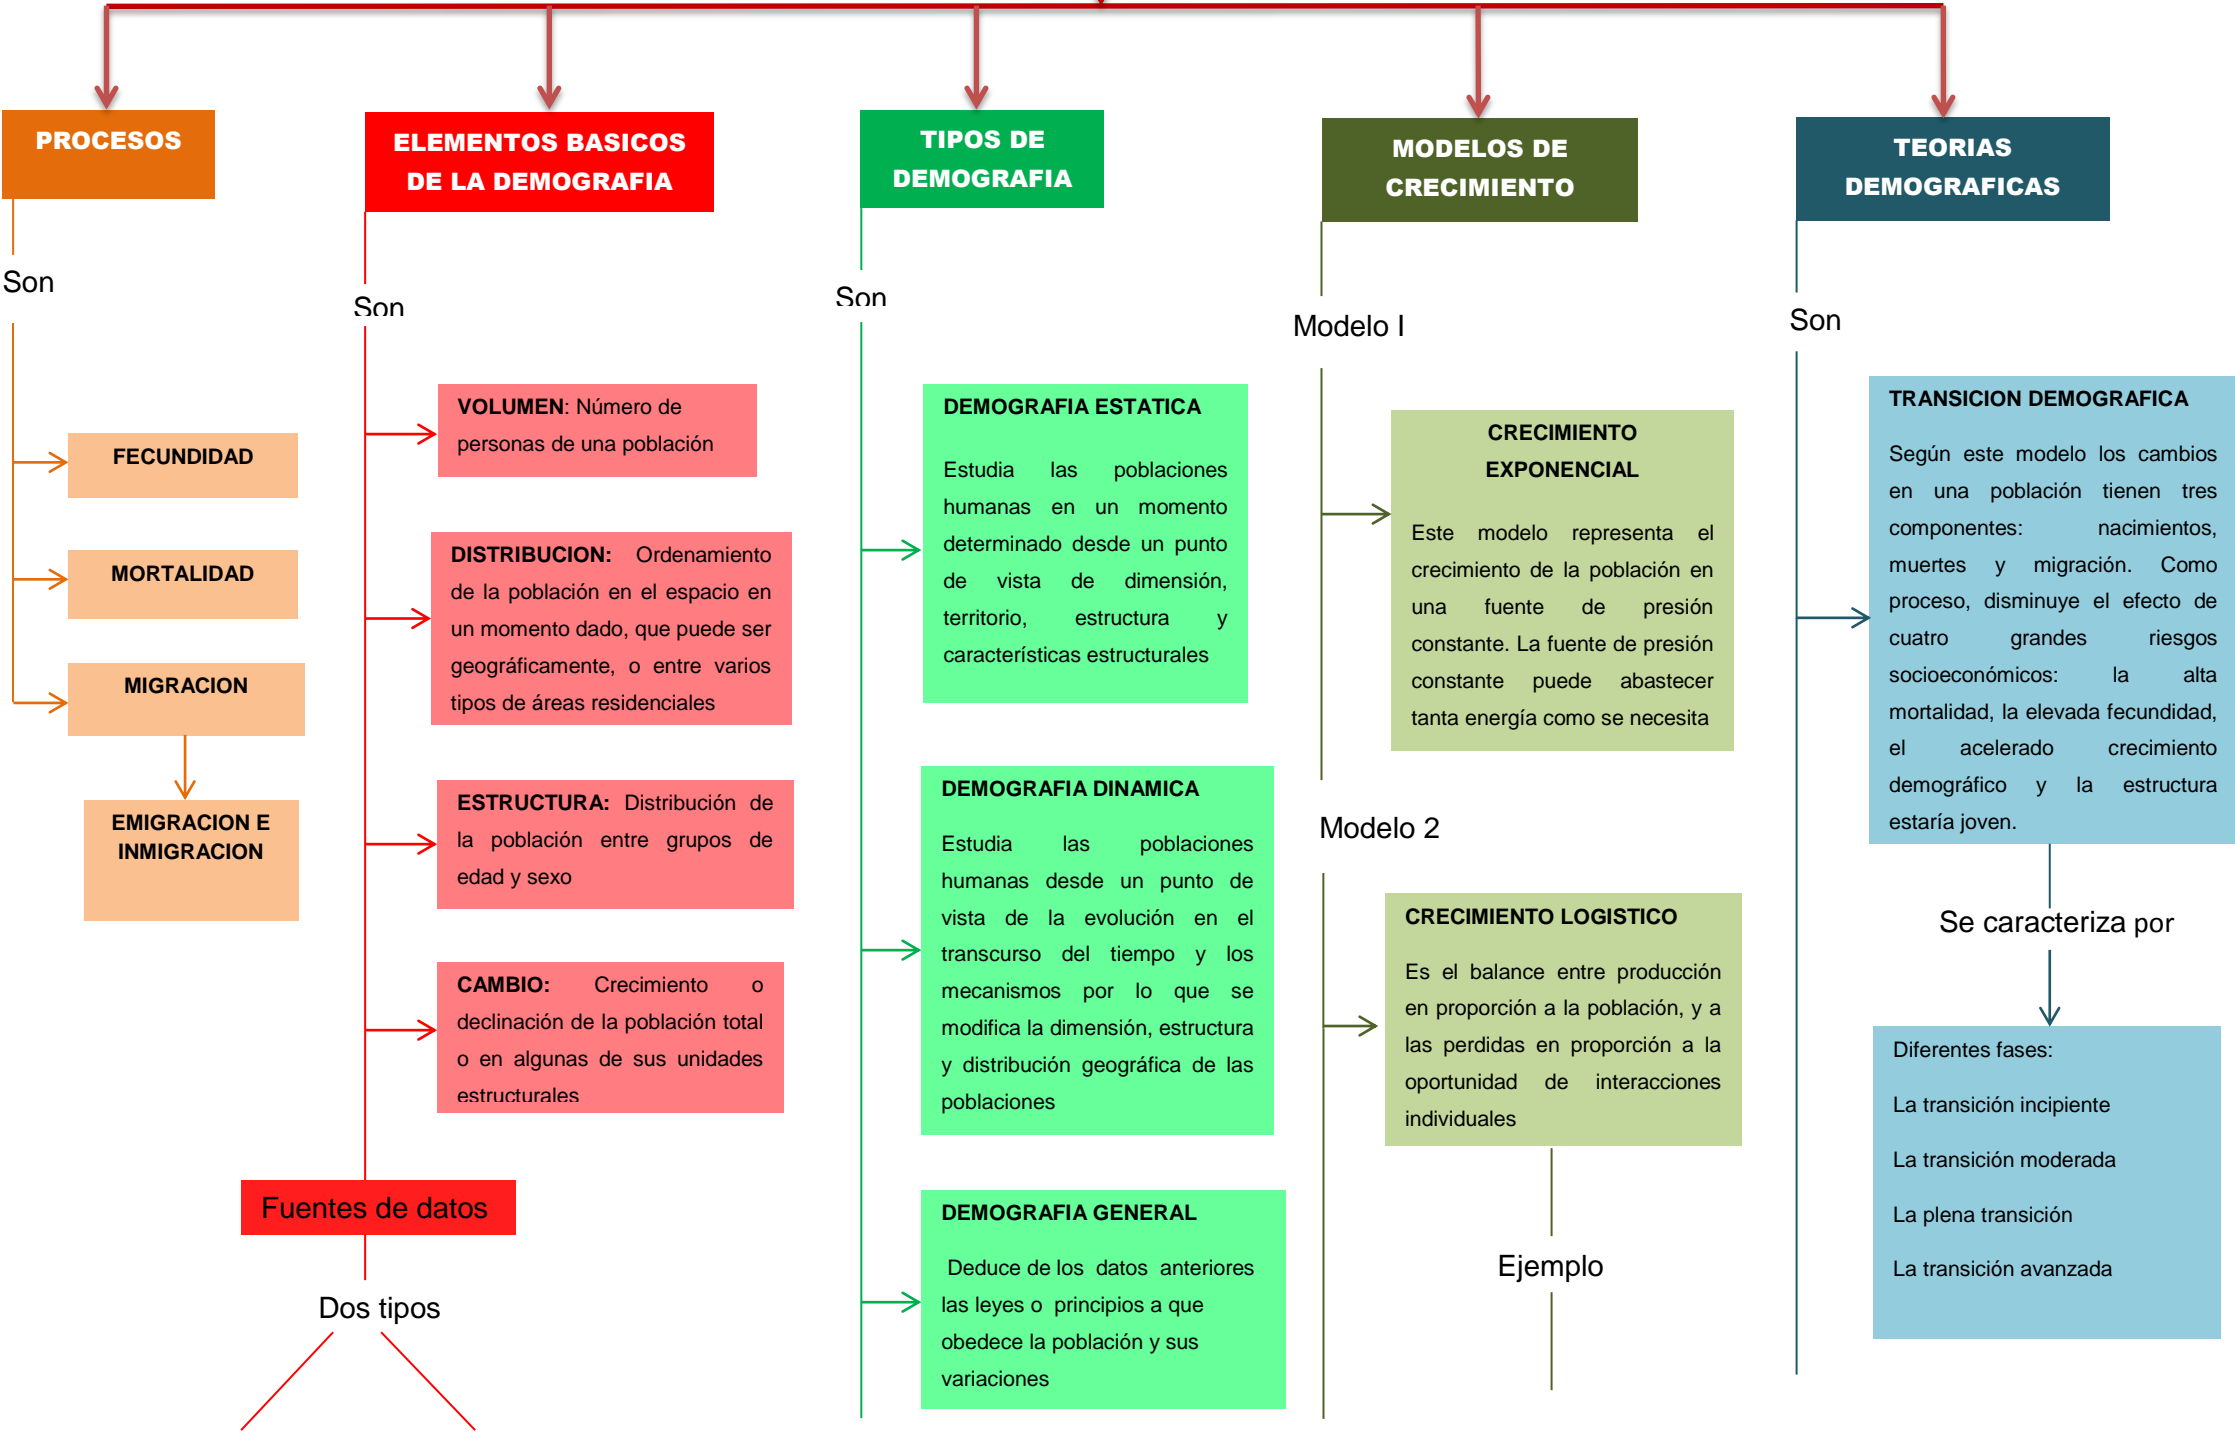 PROCESOS
Son
FECUNDIDAD
MORTALIDAD
MIGRACION
EMIGRACION E
INMIGRACION
ELEMENTOS BASICOS
DE LA DEMOGRAFIA
Son
VOLUMEN: Número de
personas de una población
DISTRIBUCION: Ordenamiento
de la población en el espacio en
un momento dado, que puede ser
geográficamente, o entre varios
tipos de áreas residenciales
ESTRUCTURA: Distribución de
la población entre grupos de
edad y sexo
CAMBIO: Crecimiento o
declinación de la población total
o en algunas de sus unidades
estructurales
Fuentes de datos
Dos tipos
TIPOS DE
DEMOGRAFIA
Son
DEMOGRAFIA ESTATICA
Estudia las poblaciones
humanas en un momento
determinado desde un punto
de vista de dimensión,
territorio, estructura y
características estructurales
DEMOGRAFIA DINAMICA
Estudia las poblaciones
humanas desde un punto de
vista de la evolución en el
transcurso del tiempo y los
mecanismos por lo que se
modifica la dimensión, estructura
y distribución geográfica de las
poblaciones
DEMOGRAFIA GENERAL
Deduce de los datos anteriores
las leyes o principios a que
obedece la población y sus
variaciones
MODELOS DE
CRECIMIENTO
Modelo I
CRECIMIENTO
EXPONENCIAL
Este modelo representa el
crecimiento de la población en
una fuente de presión
constante. La fuente de presión
constante puede abastecer
tanta energía como se necesita
Modelo 2
CRECIMIENTO LOGISTICO
Es el balance entre producción
en proporción a la población, y a
las perdidas en proporción a la
oportunidad de interacciones
individuales
Ejemplo
TEORIAS
DEMOGRAFICAS
Son
TRANSICION DEMOGRAFICA
Según este modelo los cambios
en una población tienen tres
componentes: nacimientos,
muertes y migración. Como
proceso, disminuye el efecto de
cuatro grandes riesgos
socioeconómicos: la alta
mortalidad, la elevada fecundidad,
el acelerado crecimiento
demográfico y la estructura
estaría joven.
Se caracteriza por
Diferentes fases:
La transición incipiente
La transición moderada
La plena transición
La transición avanzada